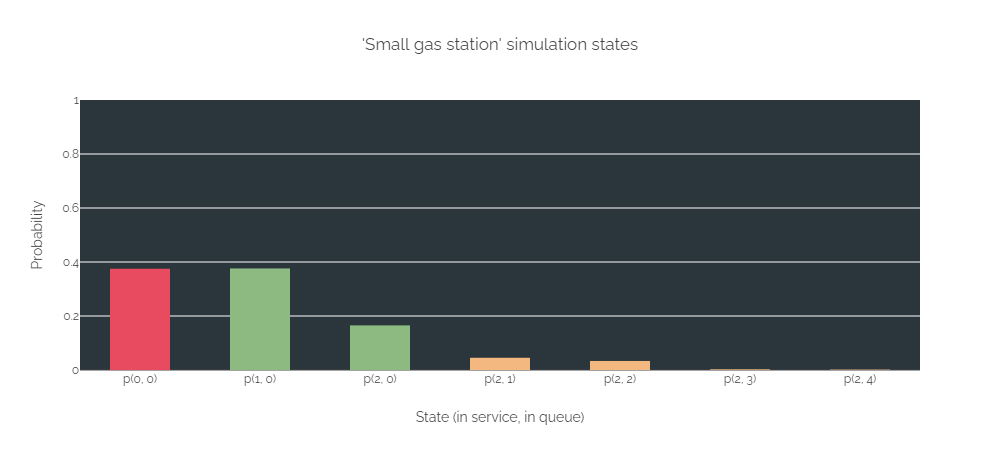 'Small gas station' simulation states
Probability
1
0.8
0.6
0.4
0.2
0
p(0, 0) p(1, 0) p(2, 0) p(2, 1) p(2, 2) p(2, 3) p(2, 4)
State (in service, in queue)